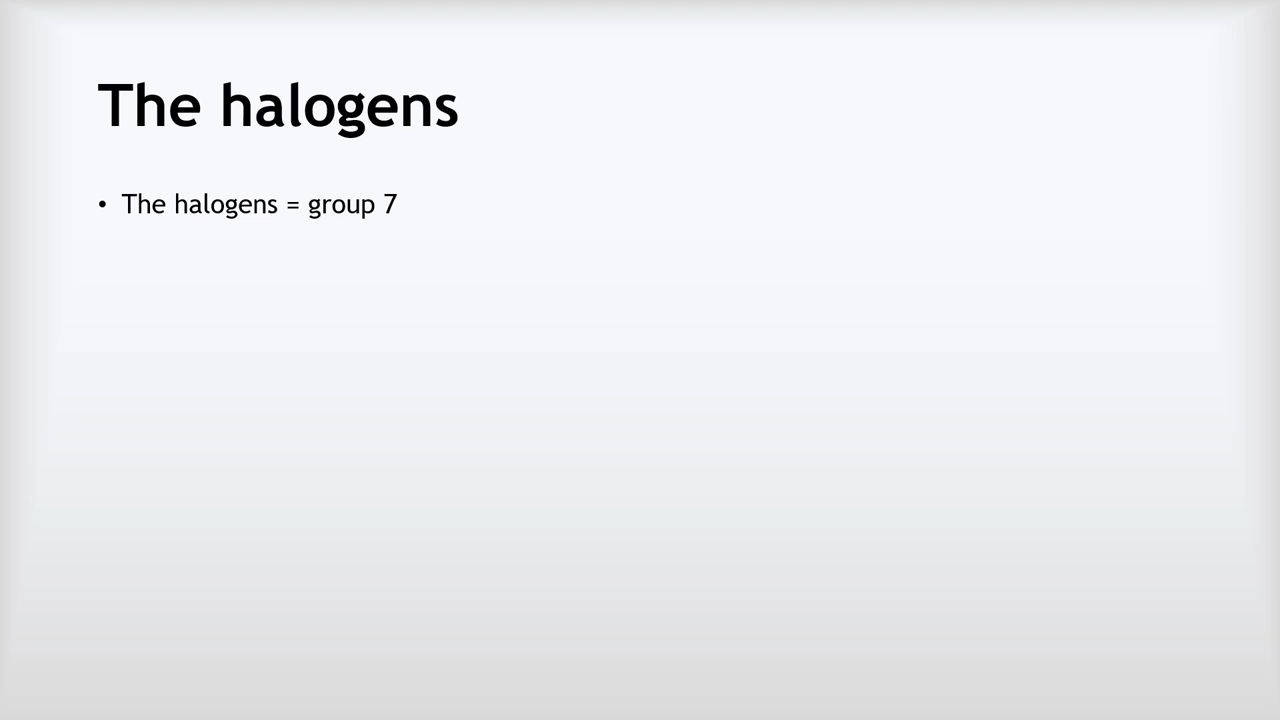 The halogens
• The halogens = group 7